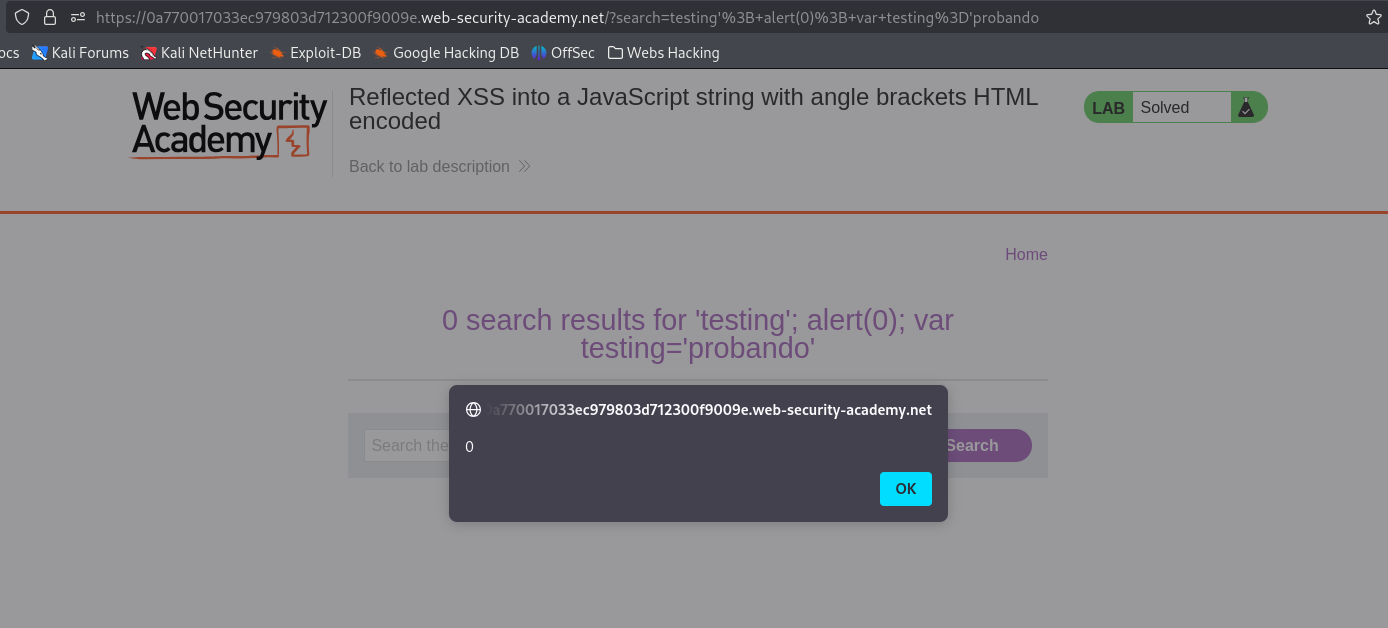 https://0a770017033ec979803d712300f9009e.web-security-academy.net/?search=testing'%3B+alert(0)%3B+var+testing%3D'probando
ocs Kali Forums Kali NetHunter Exploit-DB Google Hacking DB OffSec Webs Hacking
WebSecurity
Academy
Reflected XSS into a JavaScript string with angle brackets HTML
encoded
Back to lab description
LAB Solved
Home
0 search results for 'testing'; alert(0); var
testing='probando'
Search the
Search
0a770017033ec979803d712300f9009e.web-security-academy.net
0
OK